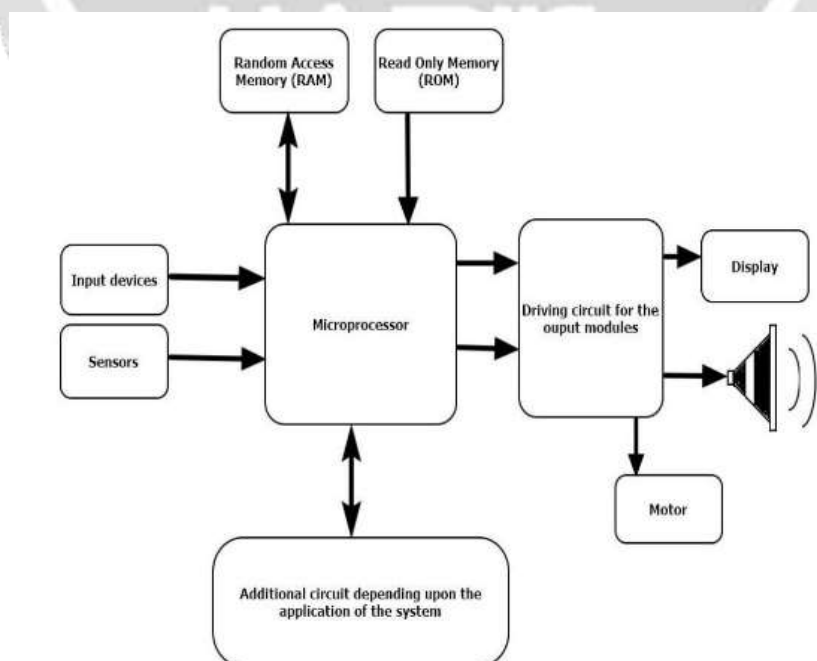 Random Access
Memory (RAM)
Read Only Memory
(ROM)
Input devices
Sensors
Microprocessor
Driving circuit for the
ouput modules
Display
Motor
Additional circuit depending upon the
application of the system